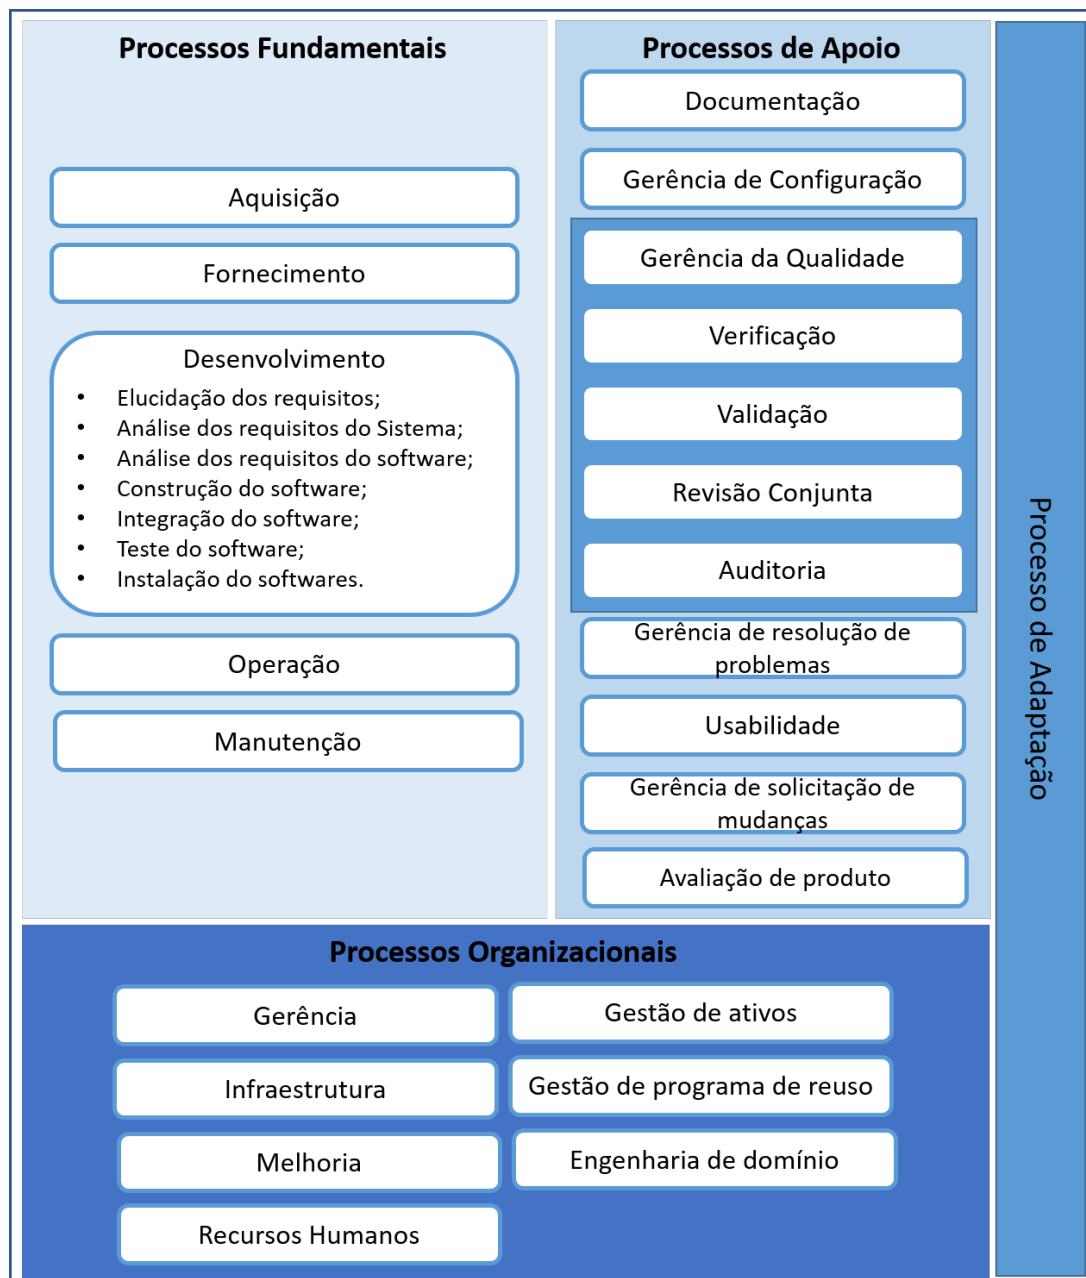 Processos Fundamentais
Aquisição
Fornecimento
Desenvolvimento
• Elucidação dos requisitos;
• Análise dos requisitos do Sistema;
• Análise dos requisitos do software;
• Construção do software;
• Integração do software;
• Teste do software;
• Instalação do softwares.
Operação
Manutenção
Processos de Apoio
Documentação
Gerência de Configuração
Gerência da Qualidade
Verificação
Validação
Revisão Conjunta
Auditoria
Gerência de resolução de
problemas
Usabilidade
Gerência de solicitação de
mudanças
Avaliação de produto
Processos Organizacionais
Gerência
Infraestrutura
Melhoria
Recursos Humanos
Gestão de ativos
Gestão de programa de reuso
Engenharia de domínio
Processo de Adaptação